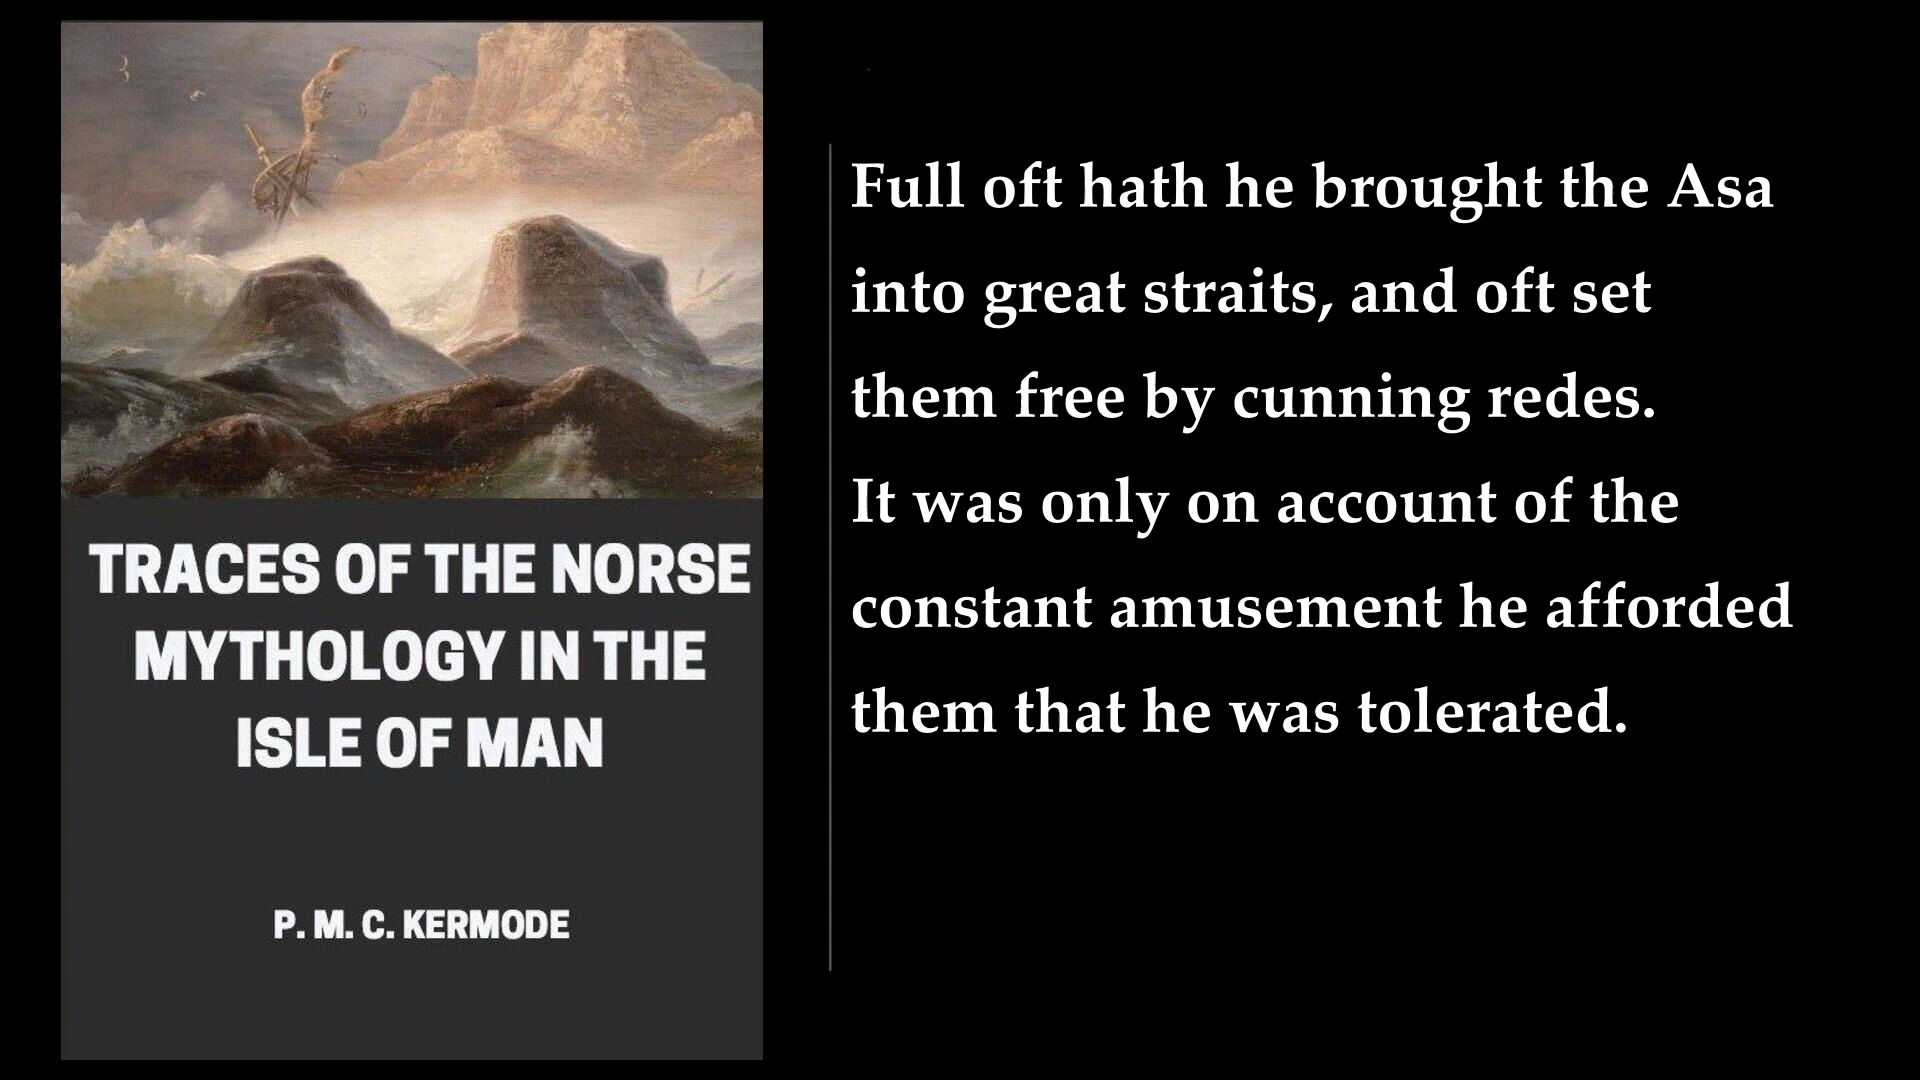 TRACES OF THE NORSE
MYTHOLOGY IN THE
ISLE OF MAN
P. M. C. KERMODE
Full oft hath he brought the Asa
into great straits, and oft set
them free by cunning redes.
It was only on account of the
constant amusement he afforded
them that he was tolerated.